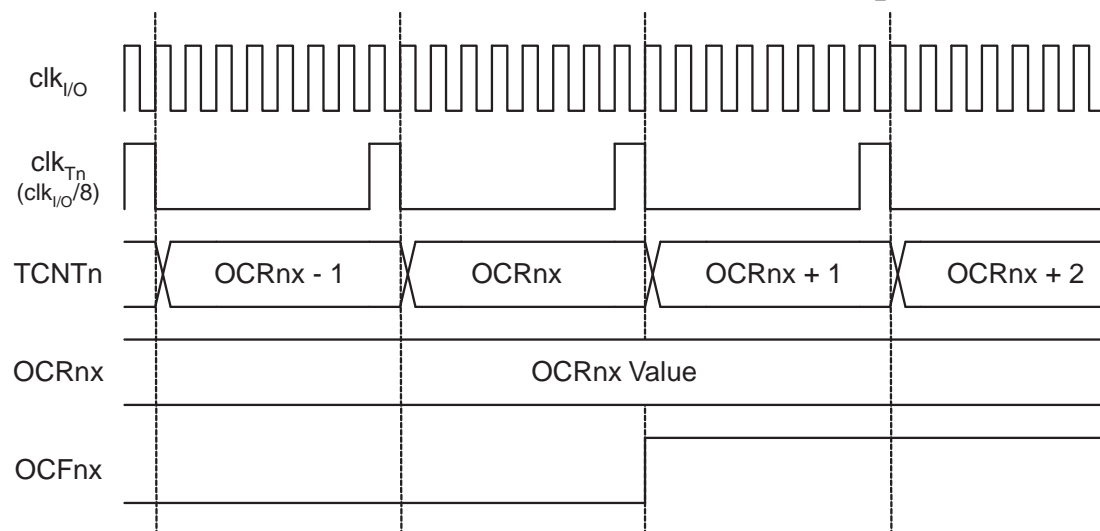 clkI/O
clkTn
(clkI/O/8)
TCNTn OCRnx - 1 OCRnx OCRnx + 1 OCRnx + 2
OCRnx OCRnx Value
OCFnx